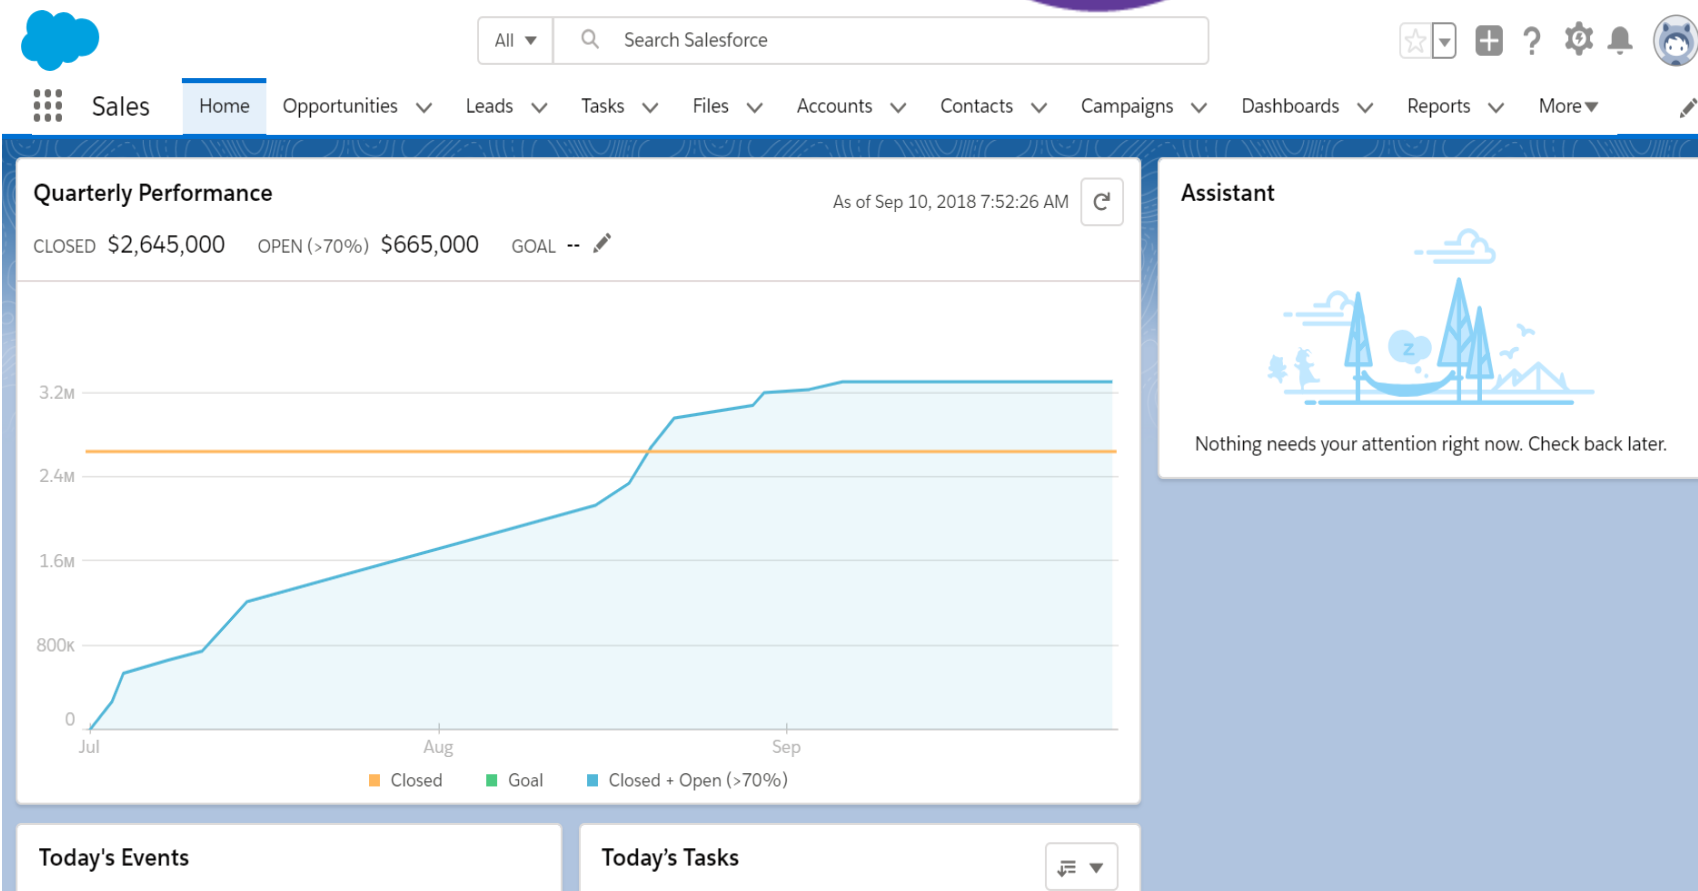 All
Search Salesforce
Sales
Home Opportunities Leads Tasks Files Accounts Contacts Campaigns Dashboards Reports More
Quarterly Performance
As of Sep 10, 2018 7:52:26 AM
CLOSED $2,645,000 OPEN (>70%) $665,000 GOAL --
3.2M
2.4M
1.6M
800K
0
Jul Aug Sep
Closed Goal Closed + Open (>70%)
Assistant
z
Nothing needs your attention right now. Check back later.
Today's Events
Today’s Tasks